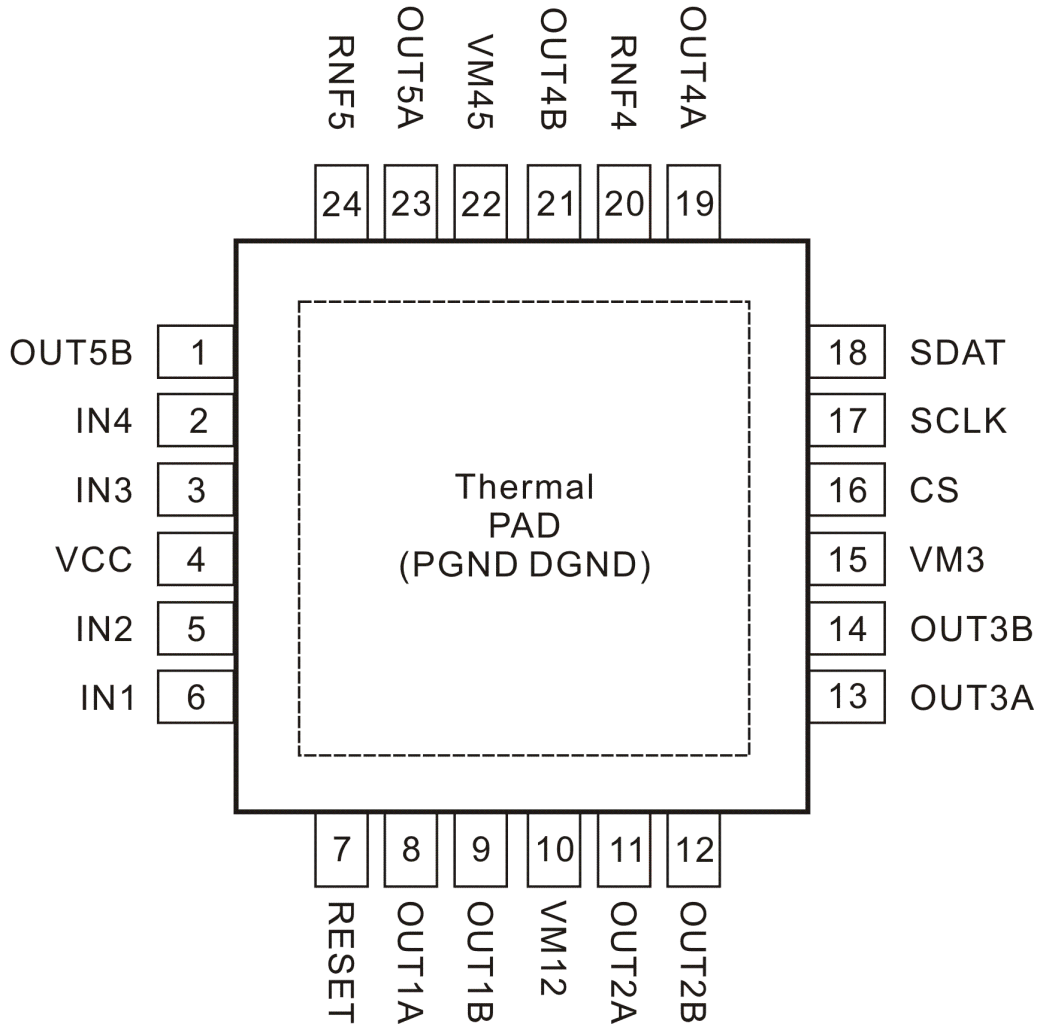 RNF5
OUT5A
VM45
OUT4B
RNF4
OUT4A
24
23
22
21
20
19
OUT5B 1
IN4 2
IN3 3
VCC 4
IN2 5
IN1 6
Thermal
PAD
(PGND DGND)
18 SDAT
17 SCLK
16 CS
15 VM3
14 OUT3B
13 OUT3A
7
8
9
10
11
12
RESET
OUT1A
OUT1B
VM12
OUT2A
OUT2B